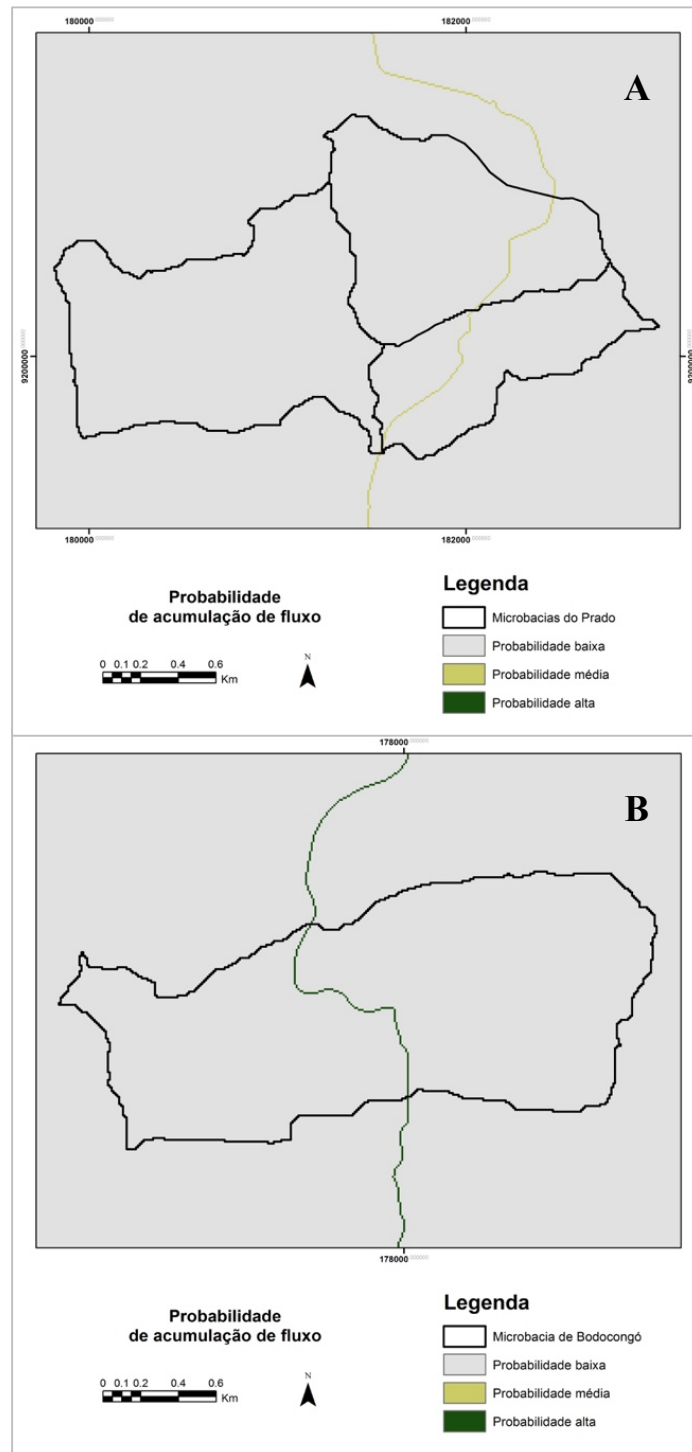 180000 182000
A
9200000 9200000
180000 182000
Probabilidade
de acumulação de fluxo
0 0.1 0.2 0.4 0.6
Km
N
Legenda
Microbacias do Prado
Probabilidade baixa
Probabilidade média
Probabilidade alta
178000
B
178000
Probabilidade
de acumulação de fluxo
0 0.1 0.2 0.4 0.6
Km
N
Legenda
Microbacia de Bodocongó
Probabilidade baixa
Probabilidade média
Probabilidade alta